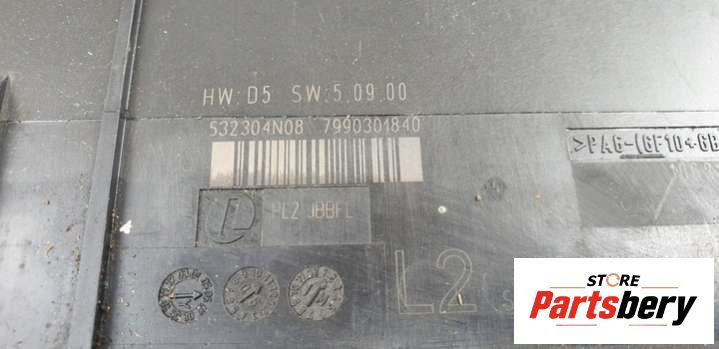 HW:D5 SW:5.09.00
532304N08 7990301840
>PA6-(GF10+GB
PL2 JBBFL
L2
STORE
Partsbery